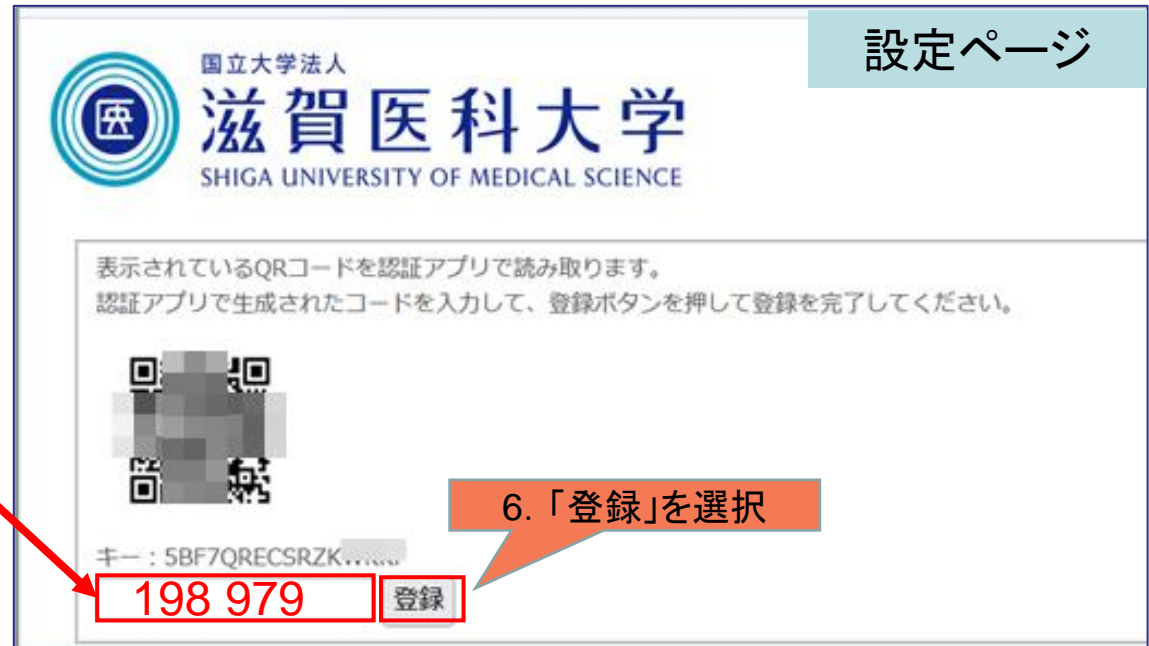 設定ページ
国立大学法人
滋賀医科大学
SHIGA UNIVERSITY OF MEDICAL SCIENCE
表示されているQRコードを認証アプリで読み取ります。
認証アプリで生成されたコードを入力して、登録ボタンを押して登録を完了してください。
6.「登録」を選択
キー：5BF7QRECSRZK
198 979 登録